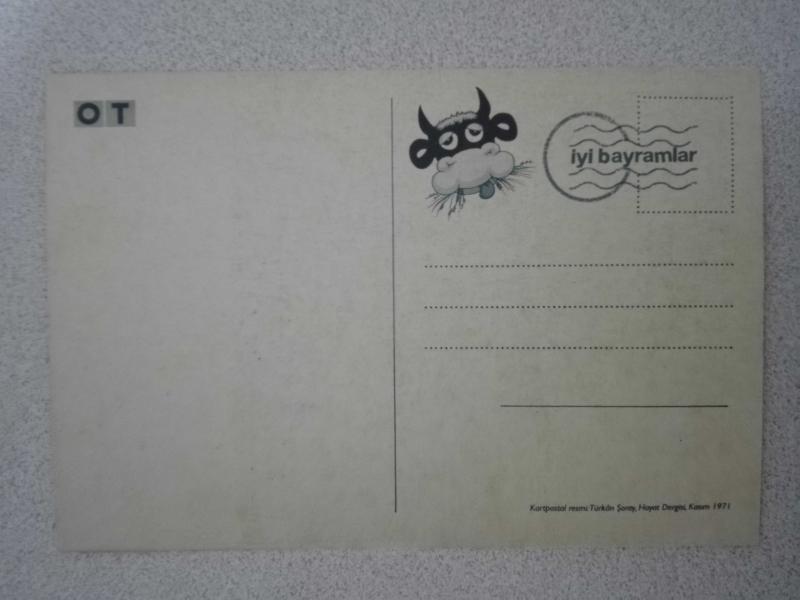 OT
iyi bayramlar
Kartpostal resmi: Türkân Şoray, Hayat Dergisi, Kasım 1971